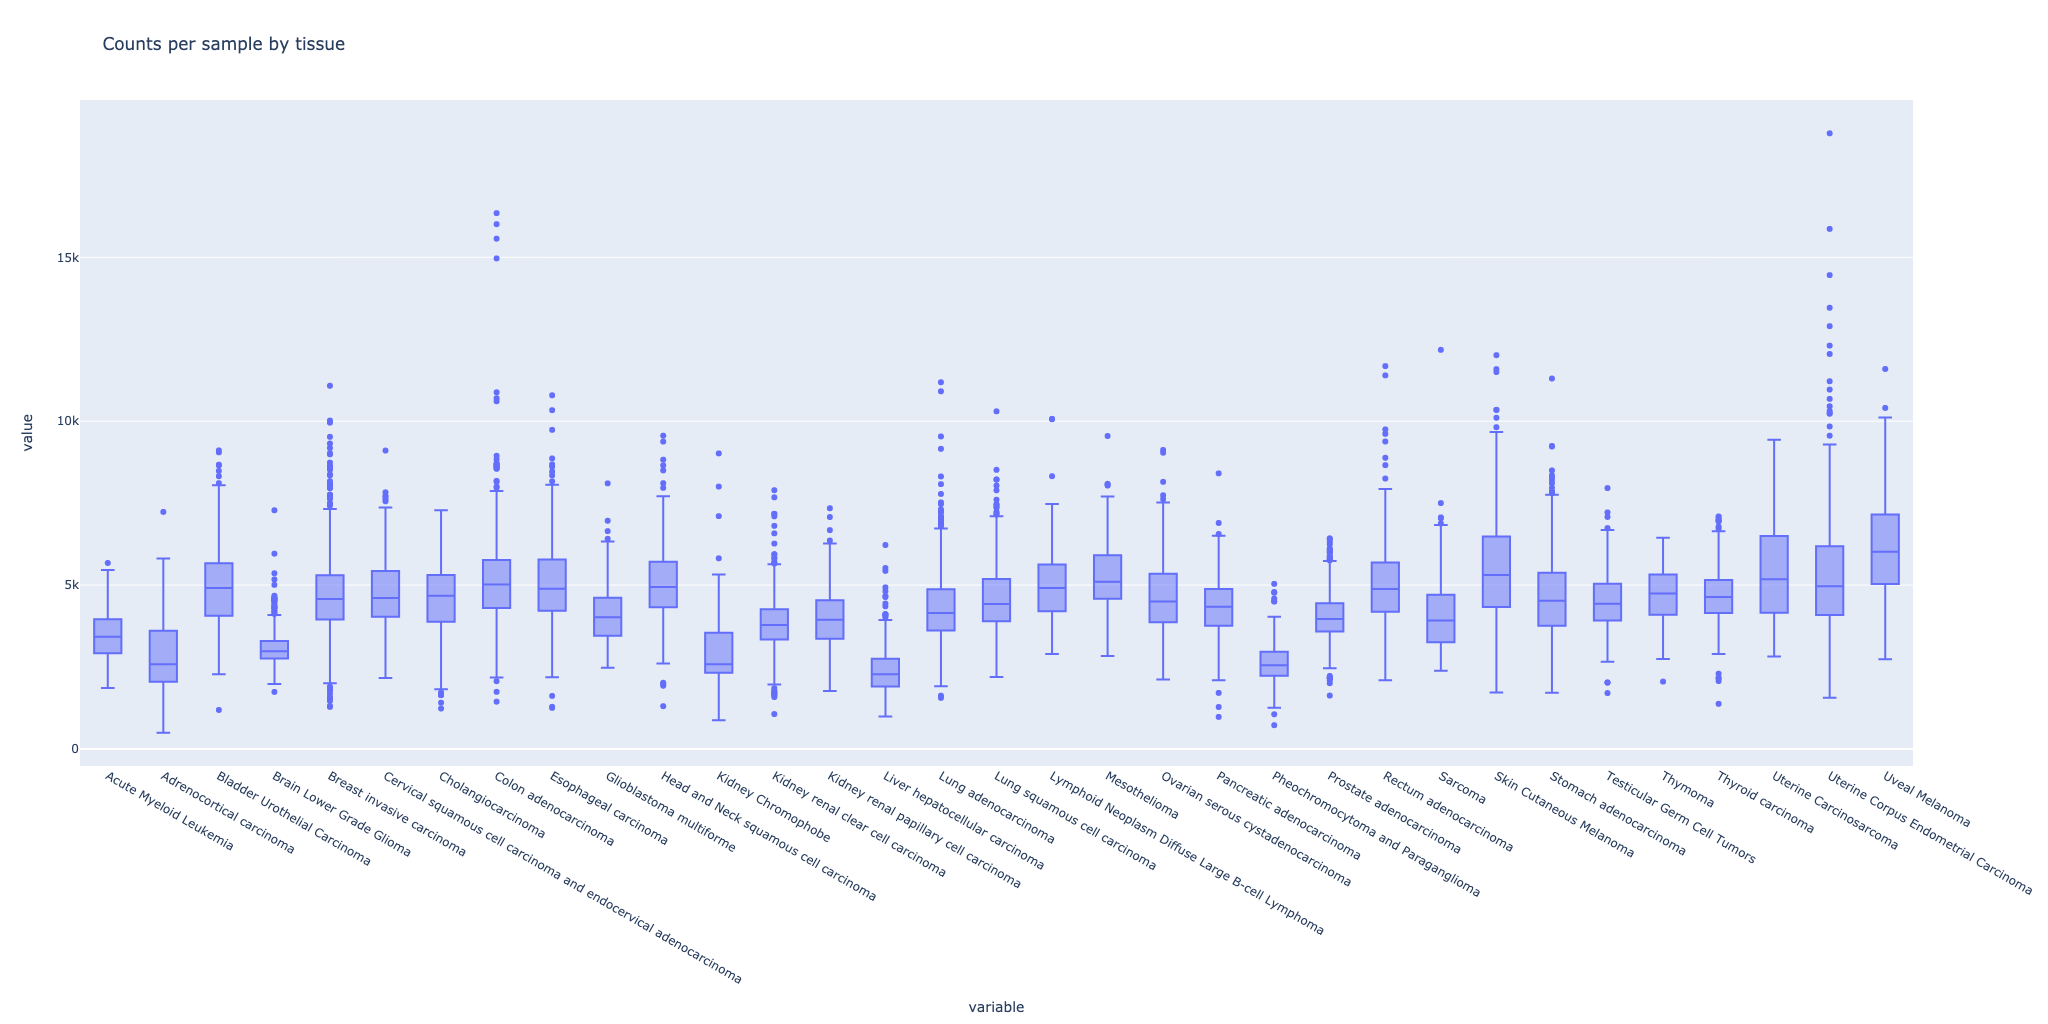 Counts per sample by tissue
15k
10k
5k
0
value
Acute Myeloid Leukemia
Adrenocortical carcinoma
Bladder Urothelial Carcinoma
Brain Lower Grade Glioma
Breast invasive carcinoma
Cervical squamous cell carcinoma and endocervical adenocarcinoma
Cholangiocarcinoma
Colon adenocarcinoma
Esophageal carcinoma
Glioblastoma multiforme
Head and Neck squamous cell carcinoma
Kidney Chromophobe
Kidney renal clear cell carcinoma
Kidney renal papillary cell carcinoma
Liver hepatocellular carcinoma
Lung adenocarcinoma
Lung squamous cell carcinoma
Lymphoid Neoplasm Diffuse Large B-cell Lymphoma
Mesothelioma
Ovarian serous cystadenocarcinoma
Pancreatic adenocarcinoma
Pheochromocytoma and Paraganglioma
Prostate adenocarcinoma
Rectum adenocarcinoma
Sarcoma
Skin Cutaneous Melanoma
Stomach adenocarcinoma
Testicular Germ Cell Tumors
Thymoma
Thyroid carcinoma
Uterine Carcinosarcoma
Uterine Corpus Endometrial Carcinoma
Uveal Melanoma
variable